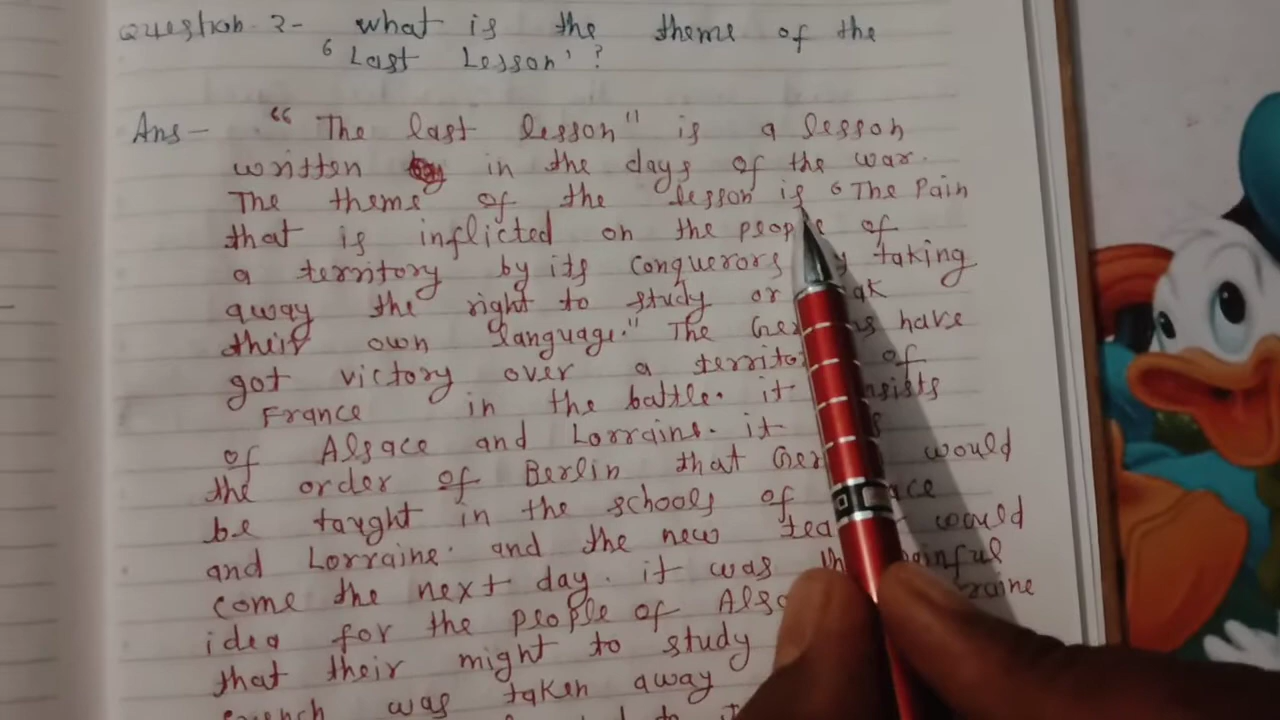 Question 2- what is the theme of the
'Last Lesson'?
Ans- "The last lesson" is a lesson
written in the days of the war.
The theme of the lesson is 'The Pain
that is inflicted on the people of
a territory by its conquerors taking
away the right to study or
their own language." The have
got victory over a of
France in the battle. it
of Alsace and Lorraine. it
the order of Berlin that would
be taught in the schools of
and Lorraine. and the new would
come the next day. it was
idea for the people of
that their might to study
was taken away